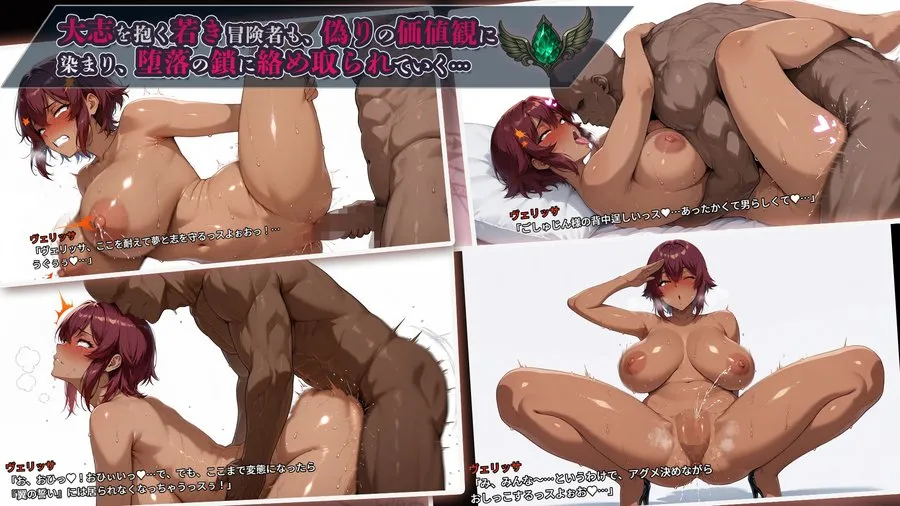 大志を抱く若き冒険者も、偽りの価値観に
染まり、堕落の鎖に絡め取られていく…
ヴェリッサ
「ヴェリッサ、ここを耐えて夢と志を守るっスよぉおっ！…
うぐぅぅ♥…」
ヴェリッサ
「ごしゅじん様の背中逞しいっス♥…あったかくて男らしくて♥…」
ヴェリッサ
「お、おひっ♥！おひぃいっ♥…で、でも、ここまで変態になったら
『翼の誓い』には居られなくなっちゃうっスぅ！」
ヴェリッサ
「み、みんな～…というわけで、アグメ決めながら
おしっこするっスよぉお♥…」